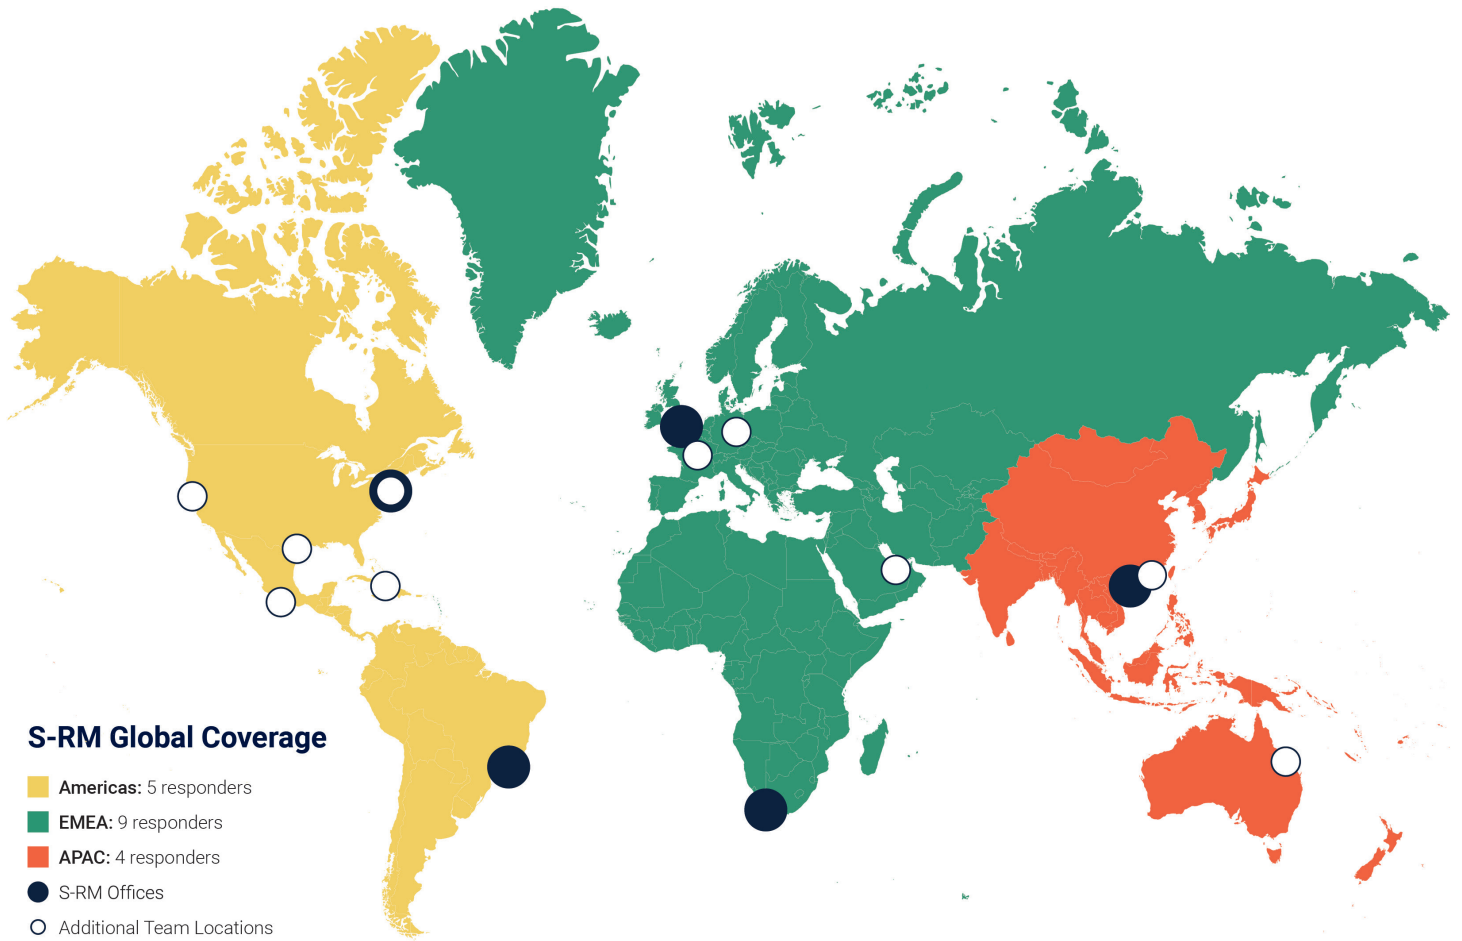 S-RM Global Coverage
Americas: 5 responders
EMEA: 9 responders
APAC: 4 responders
S-RM Offices
Additional Team Locations